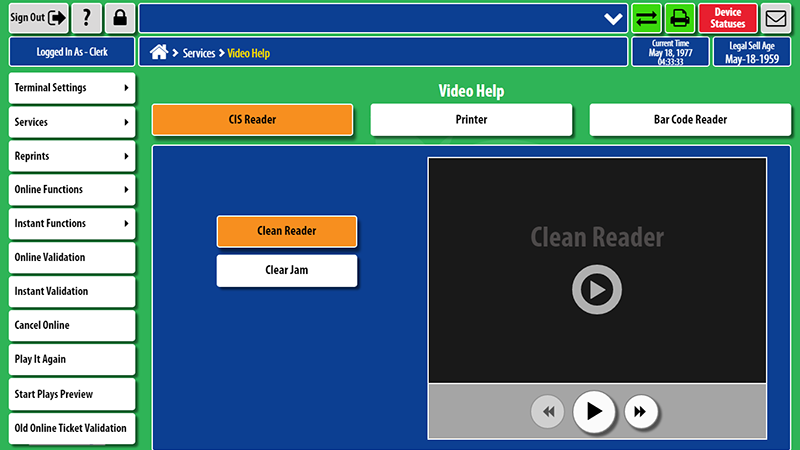 Sign Out
?
Device
Statuses
Logged In As - Clerk
Services
Video Help
Current Time
May 18, 1977
04:33:33
Legal Sell Age
May-18-1959
Terminal Settings
Services
Reprints
Online Functions
Instant Functions
Online Validation
Instant Validation
Cancel Online
Play It Again
Start Plays Preview
Old Online Ticket Validation
Video Help
CIS Reader
Printer
Bar Code Reader
Clean Reader
Clear Jam
Clean Reader